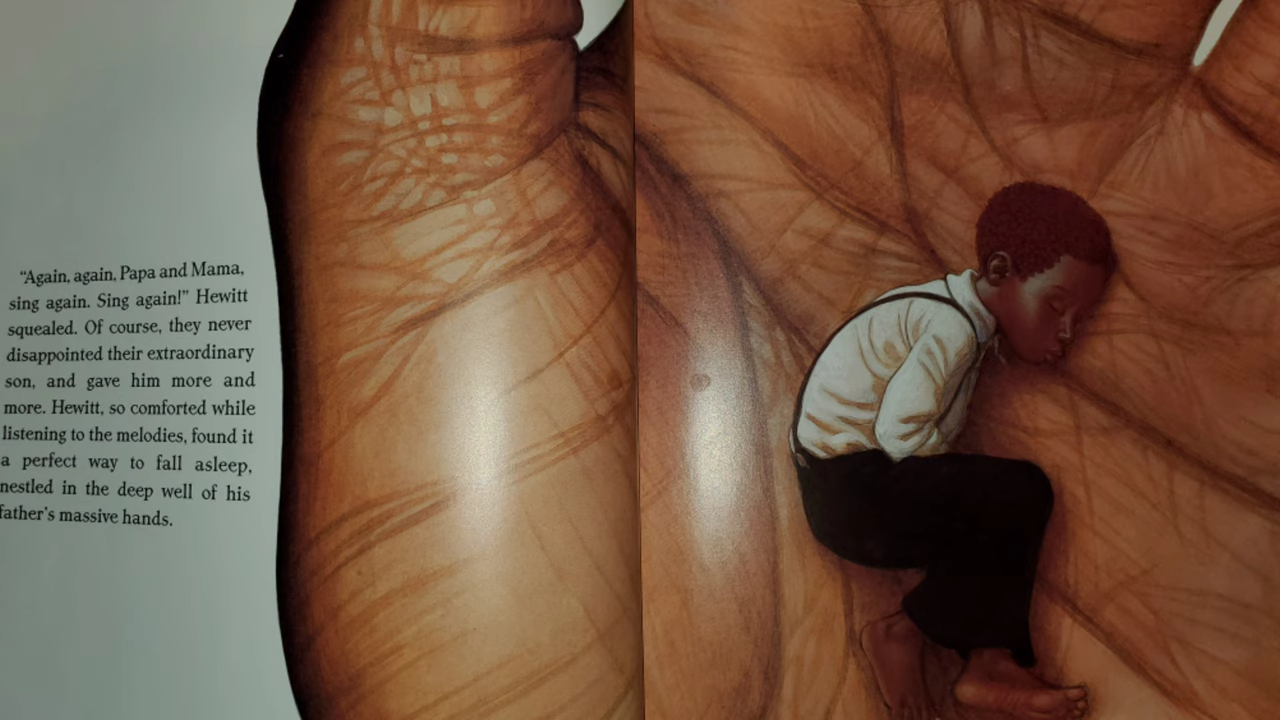 "Again, again, Papa and Mama,
sing again. Sing again!" Hewitt
squealed. Of course, they never
disappointed their extraordinary
son, and gave him more and
more. Hewitt, so comforted while
listening to the melodies, found it
a perfect way to fall asleep,
nestled in the deep well of his
father's massive hands.